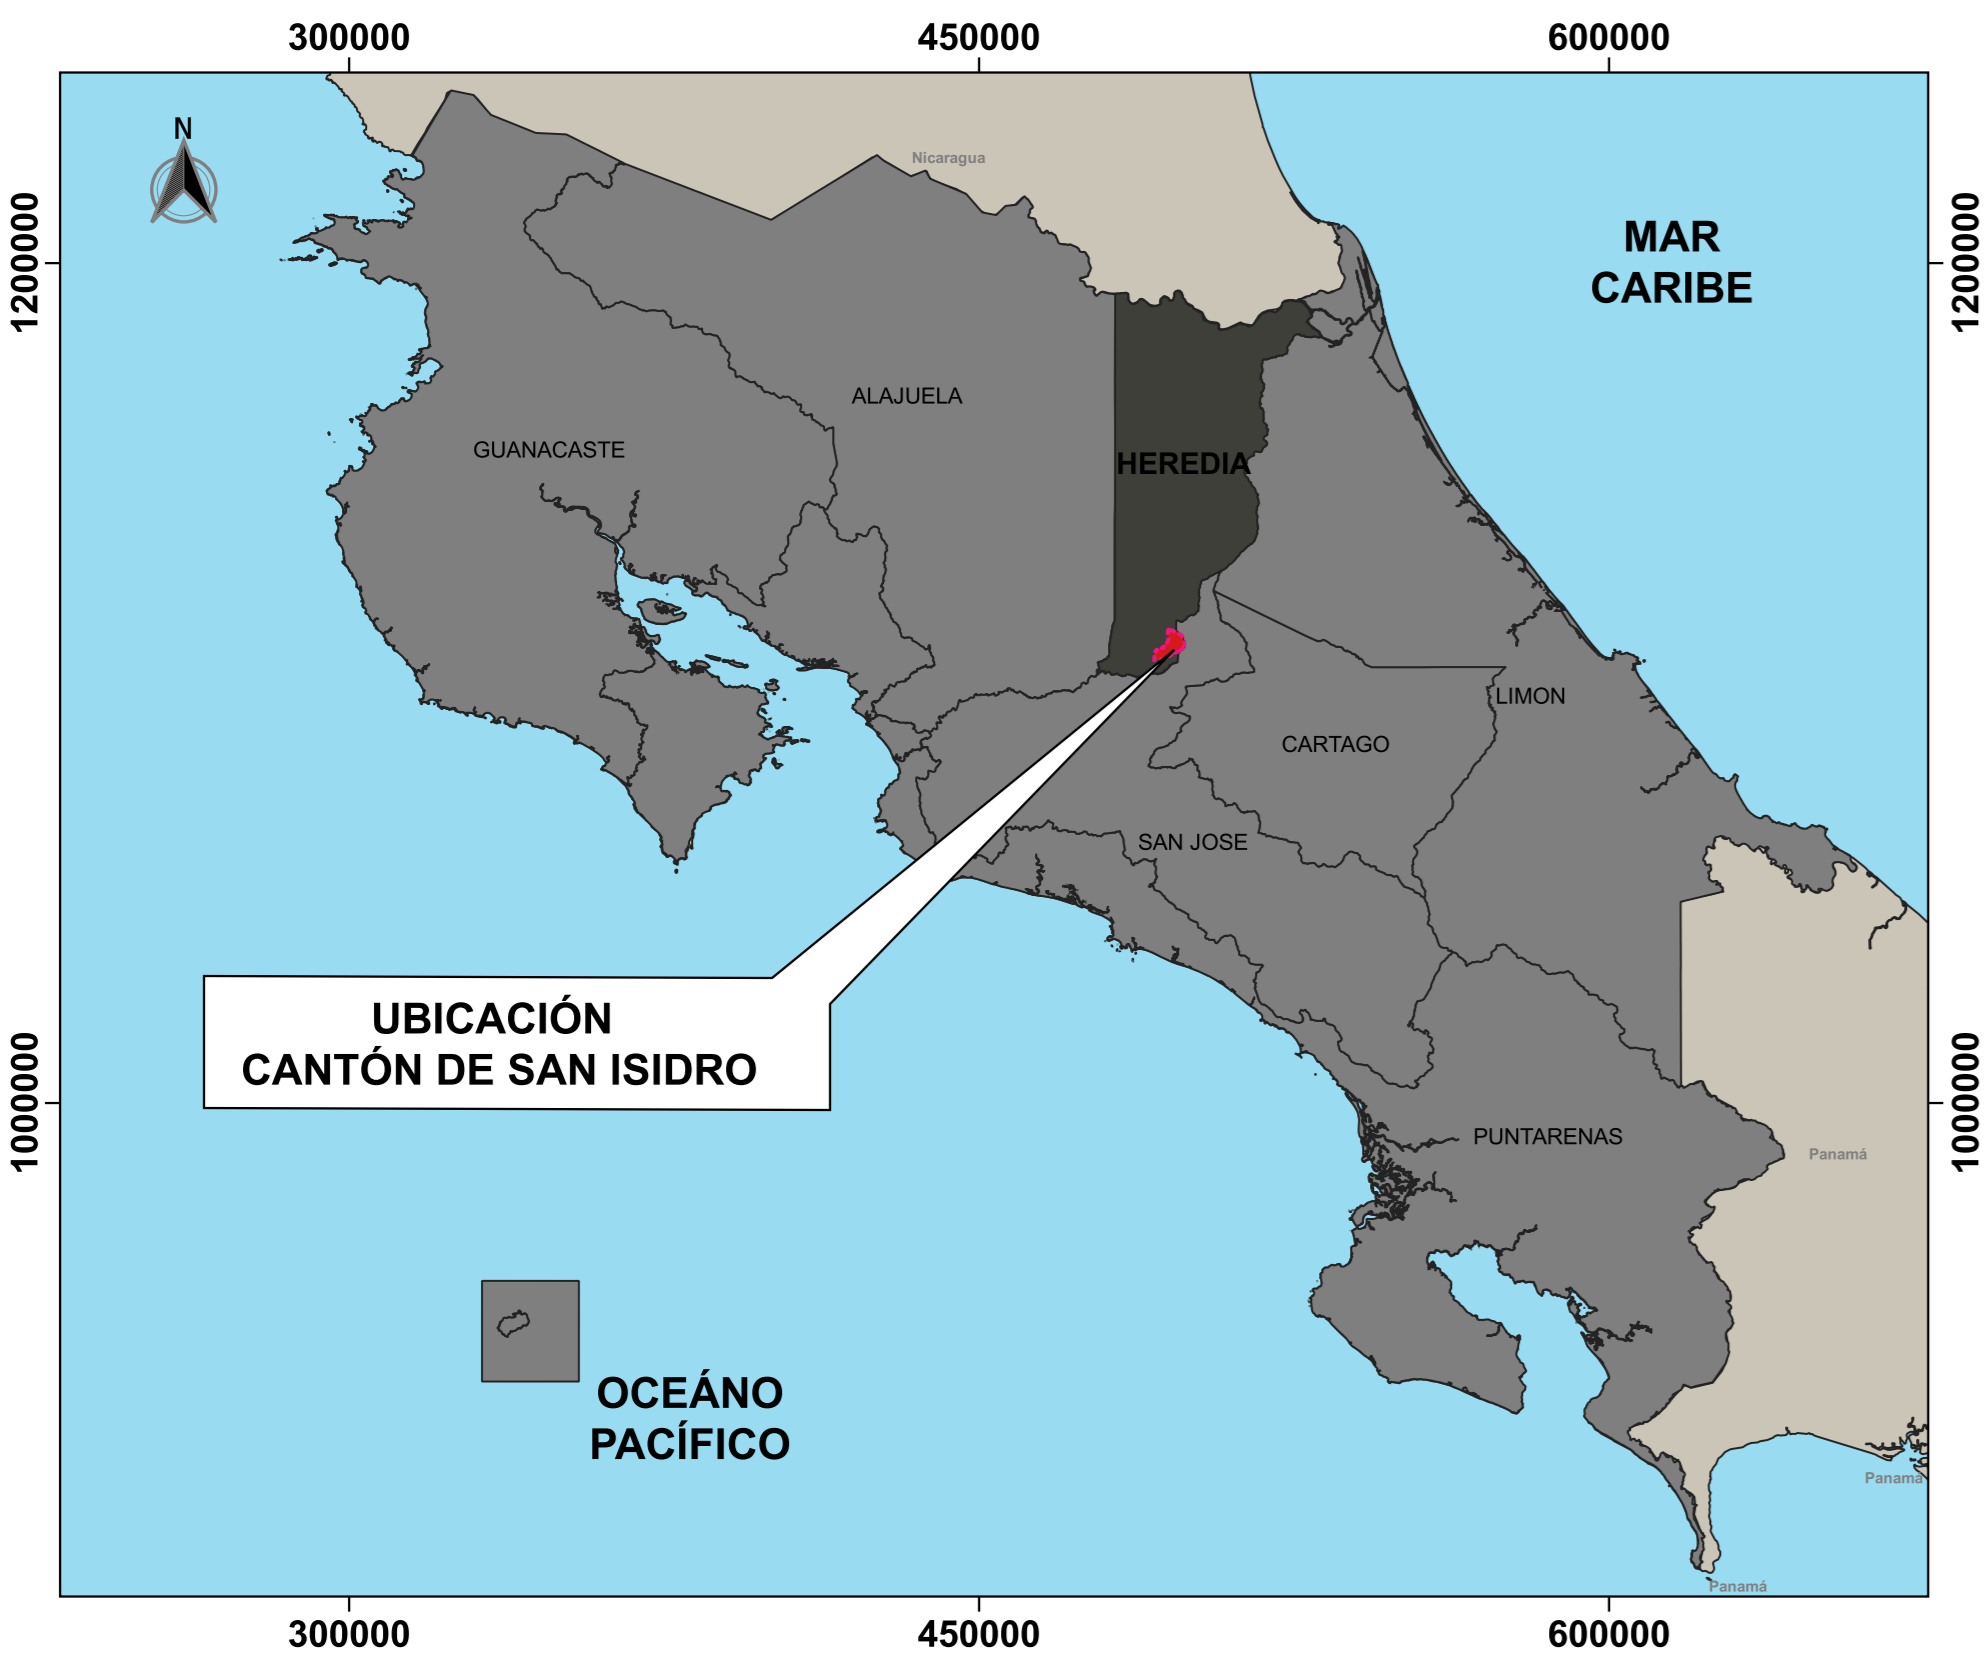 300000
450000
600000
N
Nicaragua
1200000
1200000
MAR
CARIBE
ALAJUELA
GUANACASTE
HEREDIA
LIMON
CARTAGO
SAN JOSE
UBICACIÓN
CANTÓN DE SAN ISIDRO
1000000
1000000
PUNTARENAS
Panamá
OCEÁNO
PACÍFICO
Panamá
Panamá
300000
450000
600000